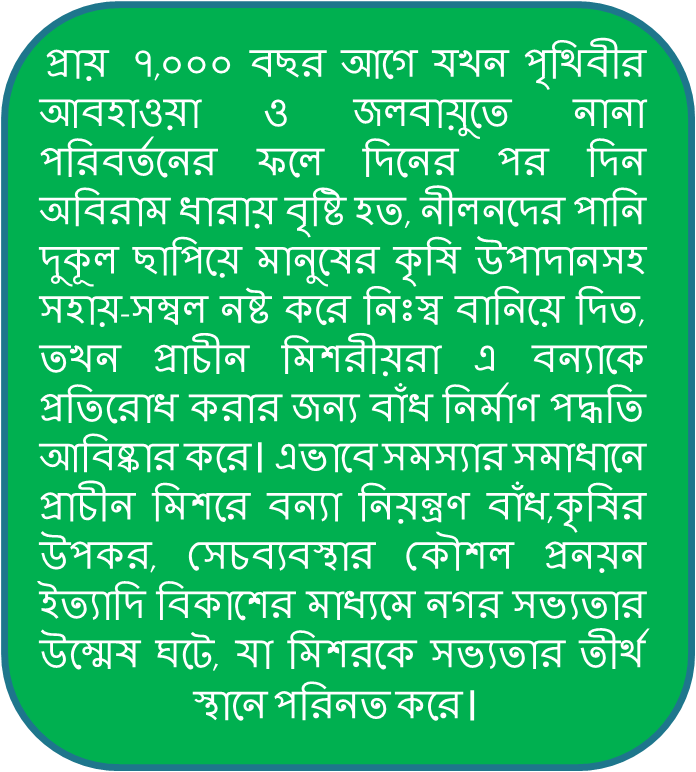 প্রায় ৭,০০০ বছর আগে যখন পৃথিবীর
আবহাওয়া ও জলবায়ুতে নানা
পরিবর্তনের ফলে দিনের পর দিন
অবিরাম ধারায় বৃষ্টি হত, নীলনদের পানি
দুকূল ছাপিয়ে মানুষের কৃষি উপাদানসহ
সহায়-সম্বল নষ্ট করে নিঃস্ব বানিয়ে দিত,
তখন প্রাচীন মিশরীয়রা এ বন্যাকে
প্রতিরোধ করার জন্য বাঁধ নির্মাণ পদ্ধতি
আবিষ্কার করে। এভাবে সমস্যার সমাধানে
প্রাচীন মিশরে বন্যা নিয়ন্ত্রণ বাঁধ,কৃষির
উপকর, সেচব্যবস্থার কৌশল প্রনয়ন
ইত্যাদি বিকাশের মাধ্যমে নগর সভ্যতার
উম্মেষ ঘটে, যা মিশরকে সভ্যতার তীর্থ
স্থানে পরিনত করে।